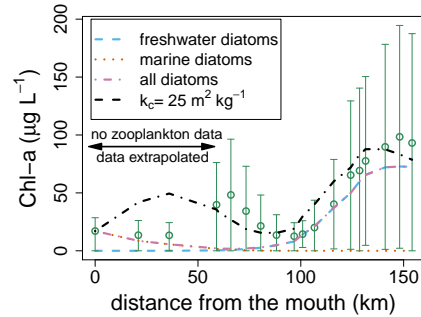 200
150
100
50
0
Chl−a (µg L⁻¹)
freshwater diatoms
marine diatoms
all diatoms
k_c= 25 m² kg⁻¹
no zooplankton data
data extrapolated
0 50 100 150
distance from the mouth (km)